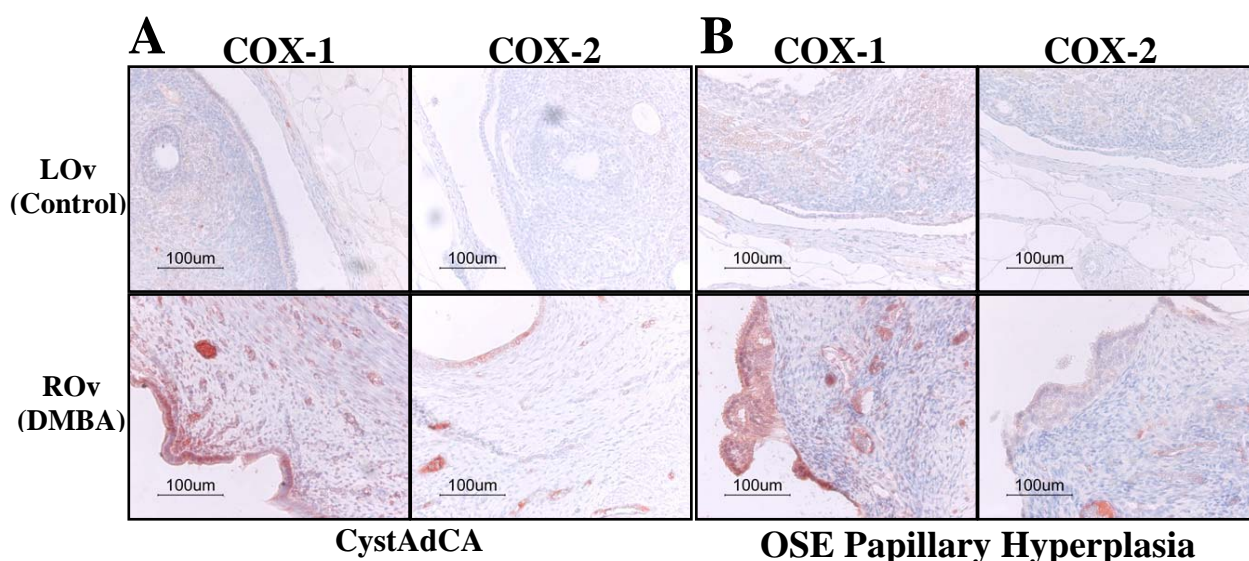 A
COX-1 COX-2
B
COX-1 COX-2
LOv
(Control)
100um 100um 100um 100um
ROv
(DMBA)
100um 100um 100um 100um
CystAdCA
OSE Papillary Hyperplasia